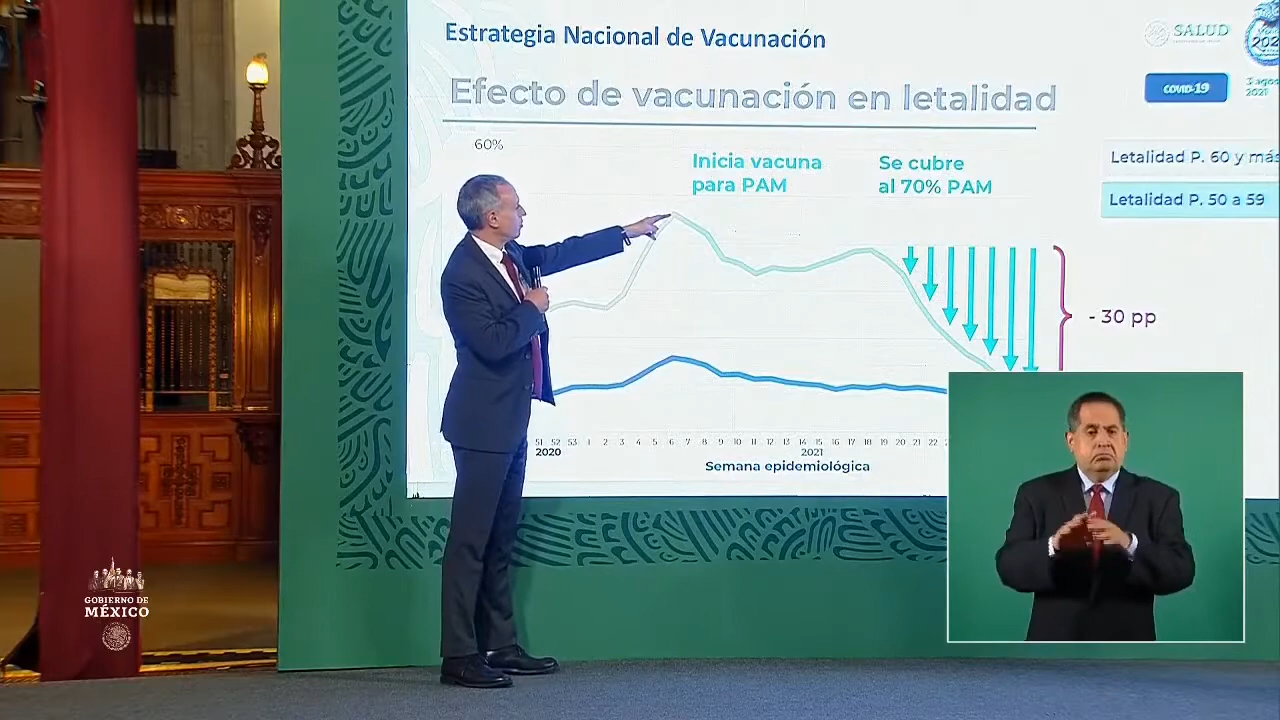 Estrategia Nacional de Vacunación
SALUD
COVID-19
3 agos
2021
Efecto de vacunación en letalidad
60%
Inicia vacuna
para PAM
Se cubre
al 70% PAM
Letalidad P. 60 y más
Letalidad P. 50 a 59
- 30 pp
51 52 53 1 2 3 4 5 6 7 8 9 10 11 12 13 14 15 16 17 18 19 20 21 22
2020
2021
Semana epidemiológica
GOBIERNO DE
MÉXICO